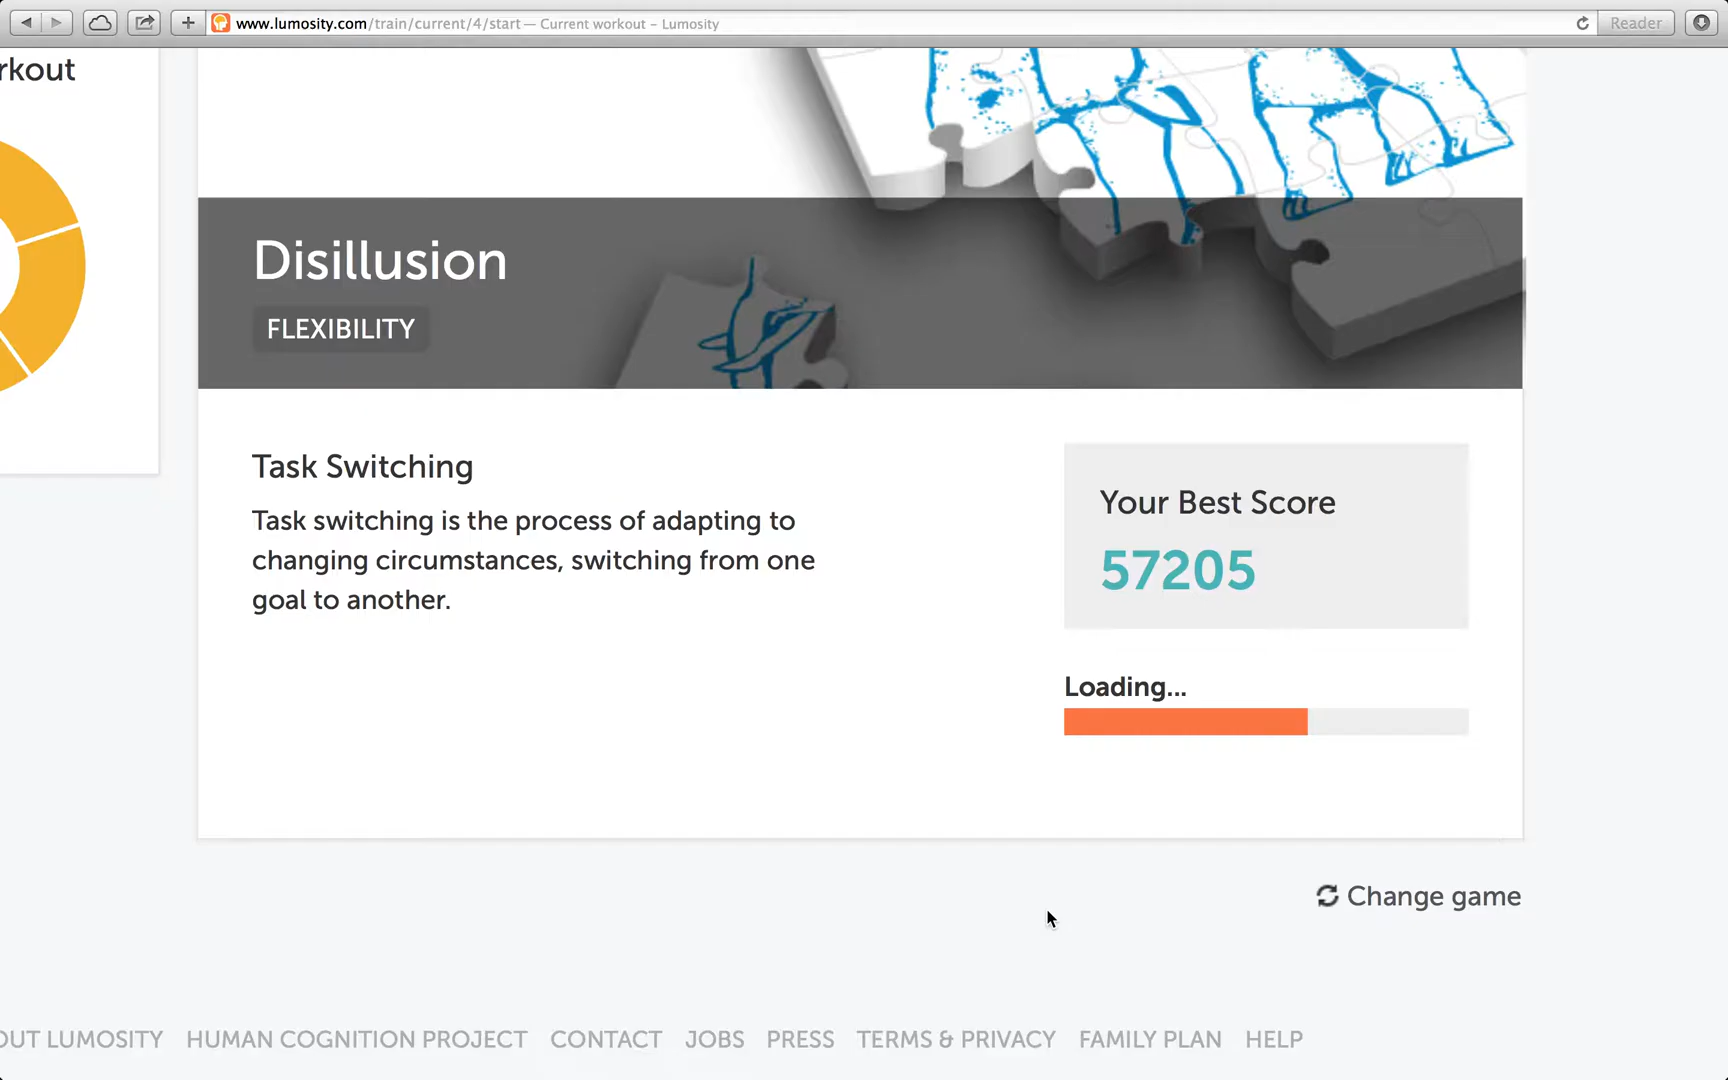 www.lumosity.com/train/current/4/start — Current workout – Lumosity
Reader
rkout
Disillusion
FLEXIBILITY
Task Switching
Task switching is the process of adapting to
changing circumstances, switching from one
goal to another.
Your Best Score
57205
Loading...
Change game
OUT LUMOSITY HUMAN COGNITION PROJECT CONTACT JOBS PRESS TERMS & PRIVACY FAMILY PLAN HELP